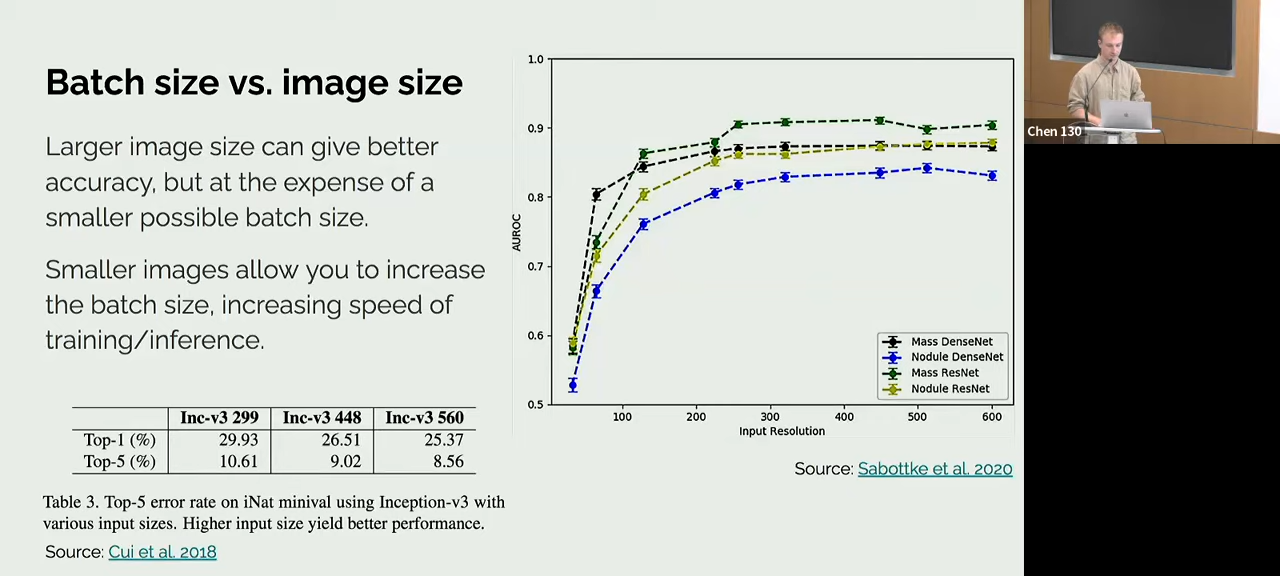 Batch size vs. image size
Larger image size can give better
accuracy, but at the expense of a
smaller possible batch size.
Smaller images allow you to increase
the batch size, increasing speed of
training/inference.
Inc-v3 299 Inc-v3 448 Inc-v3 560
Top-1 (%) 29.93 26.51 25.37
Top-5 (%) 10.61 9.02 8.56
Table 3. Top-5 error rate on iNat minival using Inception-v3 with
various input sizes. Higher input size yield better performance.
Source: Cui et al. 2018
1.0
0.9
0.8
0.7
0.6
0.5
AUROC
100 200 300 400 500 600
Input Resolution
Mass DenseNet
Nodule DenseNet
Mass ResNet
Nodule ResNet
Source: Sabottke et al. 2020
Chen 130